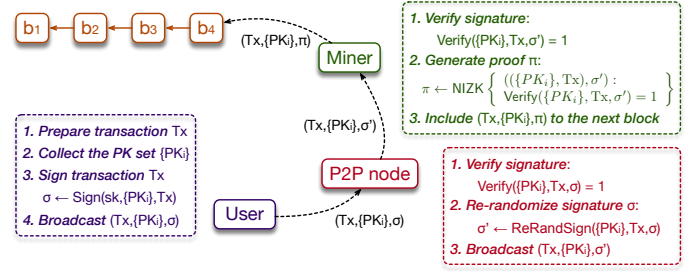 b₁ b₂ b₃ b₄
(Tx,{PKᵢ},π)
Miner
1. Verify signature:
Verify({PKᵢ},Tx,σ') = 1
2. Generate proof π:
π ← NIZK { (({PKᵢ}, Tx), σ') :
Verify({PKᵢ}, Tx, σ') = 1 }
3. Include (Tx,{PKᵢ},π) to the next block
(Tx,{PKᵢ},σ')
1. Prepare transaction Tx
2. Collect the PK set {PKᵢ}
3. Sign transaction Tx
σ ← Sign(sk,{PKᵢ},Tx)
4. Broadcast (Tx,{PKᵢ},σ)
P2P node
User
(Tx,{PKᵢ},σ)
1. Verify signature:
Verify({PKᵢ},Tx,σ) = 1
2. Re-randomize signature σ:
σ' ← ReRandSign({PKᵢ},Tx,σ)
3. Broadcast (Tx,{PKᵢ},σ')